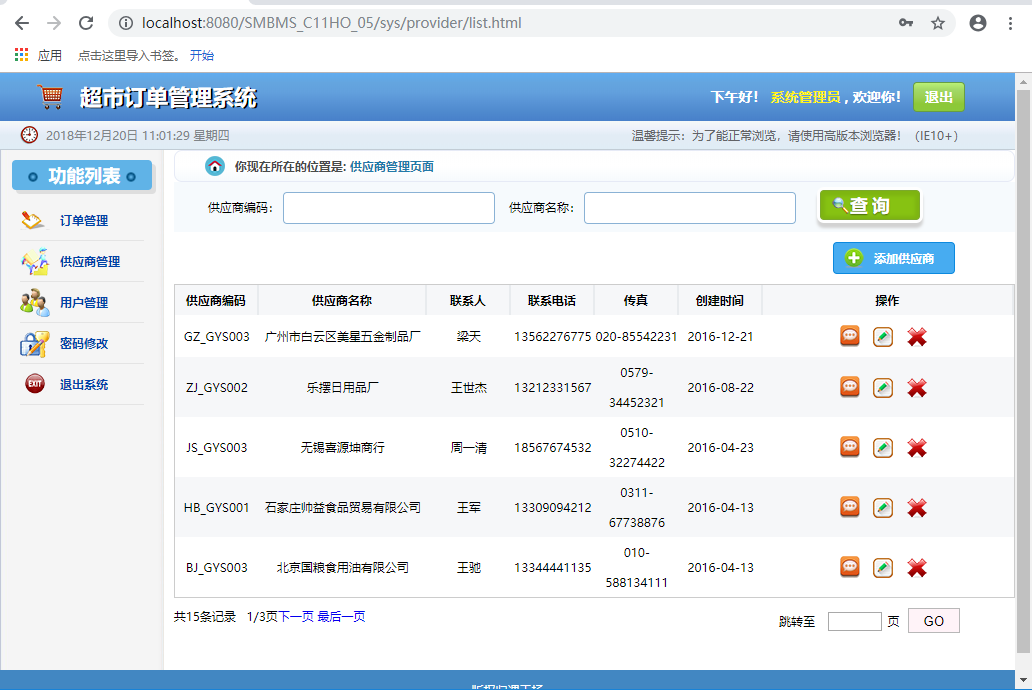 localhost:8080/SMBMS_C11HO_05/sys/provider/list.html
应用 点击这里导入书签。 开始
超市订单管理系统
下午好! 系统管理员 , 欢迎你! 退出
2018年12月20日 11:01:29 星期四 温馨提示: 为了能正常浏览, 请使用高版本浏览器! (IE10+)
功能列表
订单管理
供应商管理
用户管理
密码修改
EXIT 退出系统
你现在所在的位置是: 供应商管理页面
供应商编码: 供应商名称: 查询
添加供应商
供应商编码 供应商名称 联系人 联系电话 传真 创建时间 操作
GZ_GYS003 广州市白云区美星五金制品厂 梁天 13562276775 020-85542231 2016-12-21
ZJ_GYS002 乐摆日用品厂 王世杰 13212331567 0579-34452321 2016-08-22
JS_GYS003 无锡喜源坤商行 周一清 18567674532 0510-32274422 2016-04-23
HB_GYS001 石家庄帅益食品贸易有限公司 王军 13309094212 0311-67738876 2016-04-13
BJ_GYS003 北京国粮食用油有限公司 王驰 13344441135 010-588134111 2016-04-13
共15条记录 1/3页下一页 最后一页
跳转至 页 GO